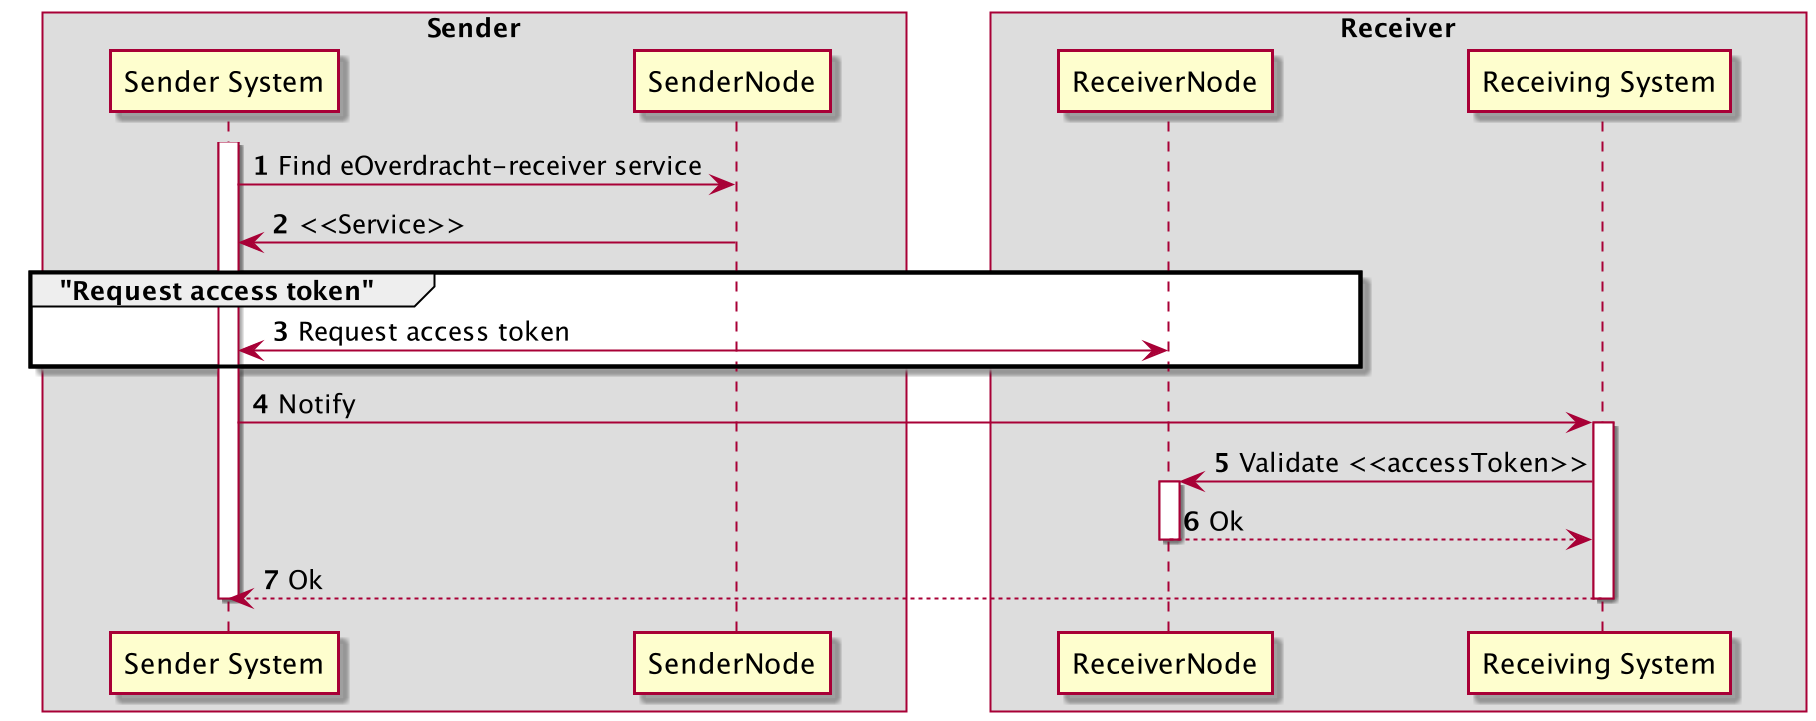 Sender
Receiver
Sender System
SenderNode
ReceiverNode
Receiving System
1 Find eOverdracht-receiver service
2 <<Service>>
"Request access token"
3 Request access token
4 Notify
5 Validate <<accessToken>>
6 Ok
7 Ok
Sender System
SenderNode
ReceiverNode
Receiving System